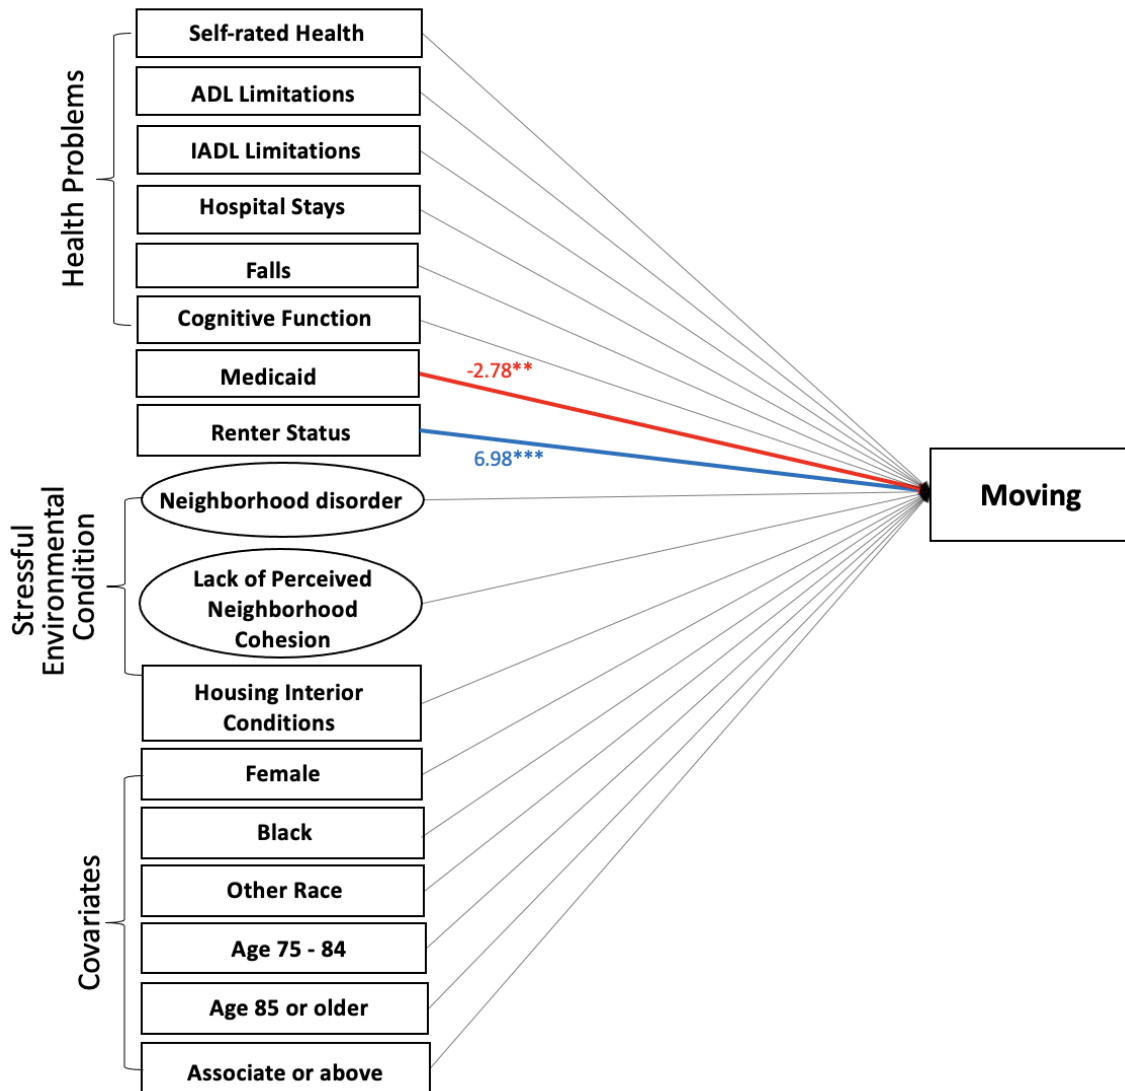 Health Problems
Self-rated Health
ADL Limitations
IADL Limitations
Hospital Stays
Falls
Cognitive Function
Medicaid
-2.78**
Renter Status
6.98***
Moving
Stressful
Environmental
Condition
Neighborhood disorder
Lack of Perceived
Neighborhood
Cohesion
Housing Interior
Conditions
Covariates
Female
Black
Other Race
Age 75 - 84
Age 85 or older
Associate or above